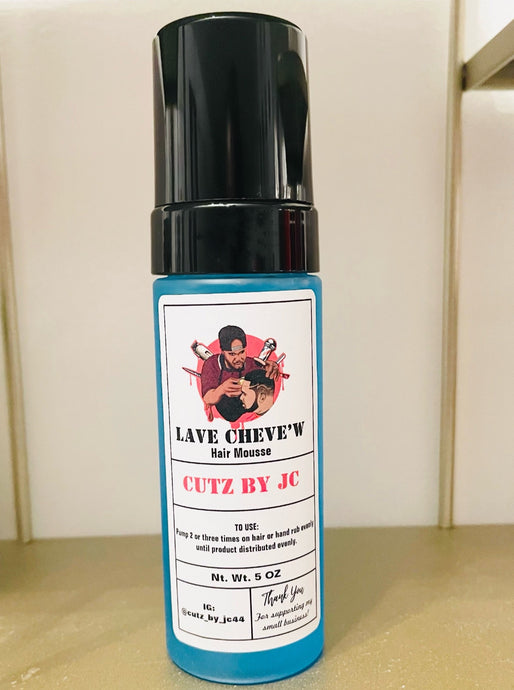 LAVE CHEVE'W
Hair Mousse
CUTZ BY JC
TO USE:
Pump 2 or three times on hair or hand rub evenly
until product distributed evenly.
Nt. Wt. 5 OZ
IG:
@cutz_by_jc44
Thank You
For supporting my
small business!